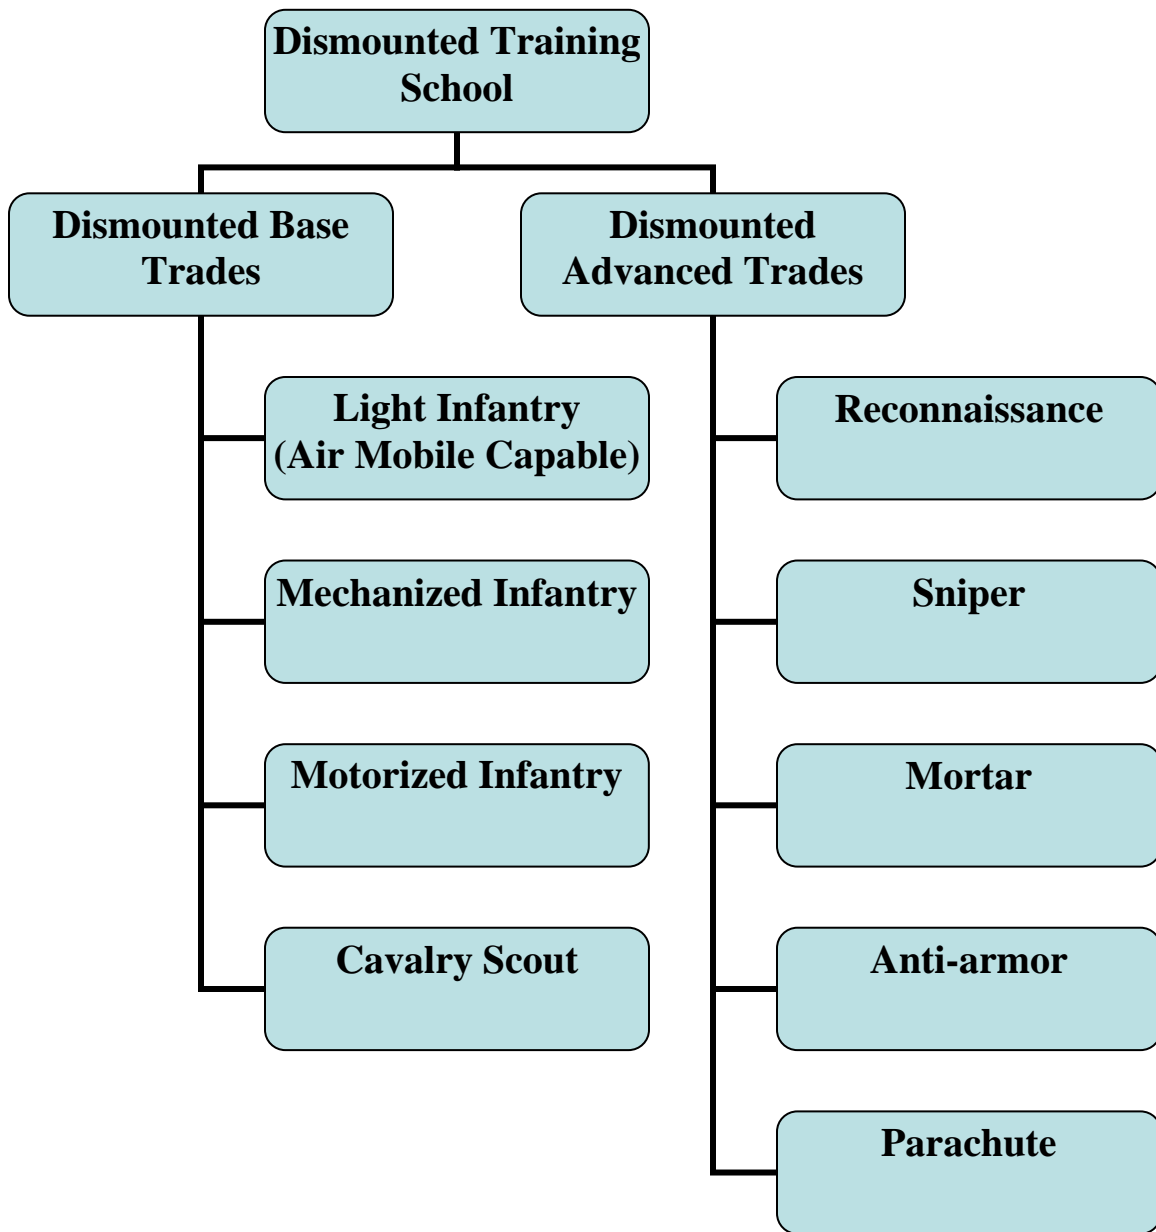 Dismounted Training
School
Dismounted Base
Trades
Dismounted
Advanced Trades
Light Infantry
(Air Mobile Capable)
Mechanized Infantry
Motorized Infantry
Cavalry Scout
Reconnaissance
Sniper
Mortar
Anti-armor
Parachute